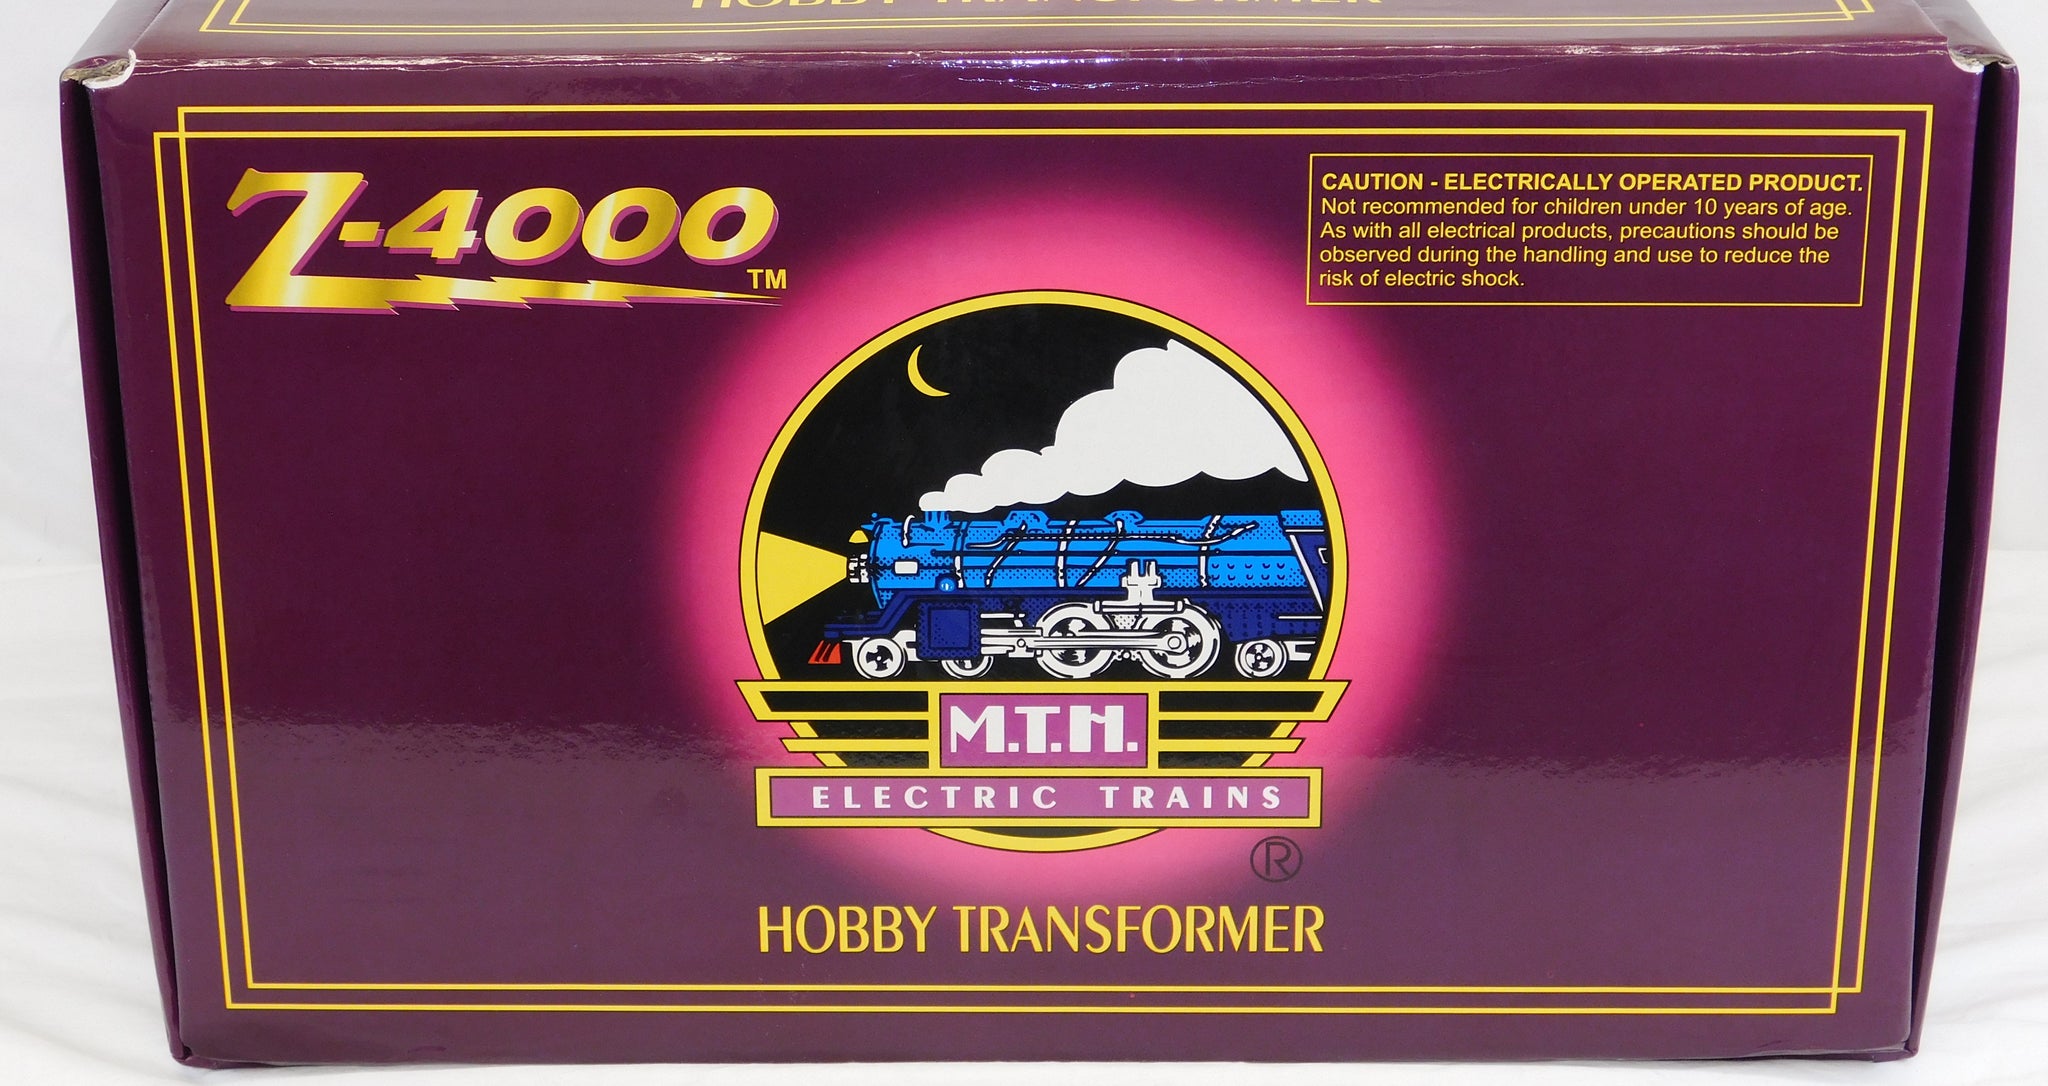 HOBBY TRANSFORMER
Z-4000 TM
CAUTION - ELECTRICALLY OPERATED PRODUCT.
Not recommended for children under 10 years of age.
As with all electrical products, precautions should be
observed during the handling and use to reduce the
risk of electric shock.
M.T.H.
ELECTRIC TRAINS
®
HOBBY TRANSFORMER